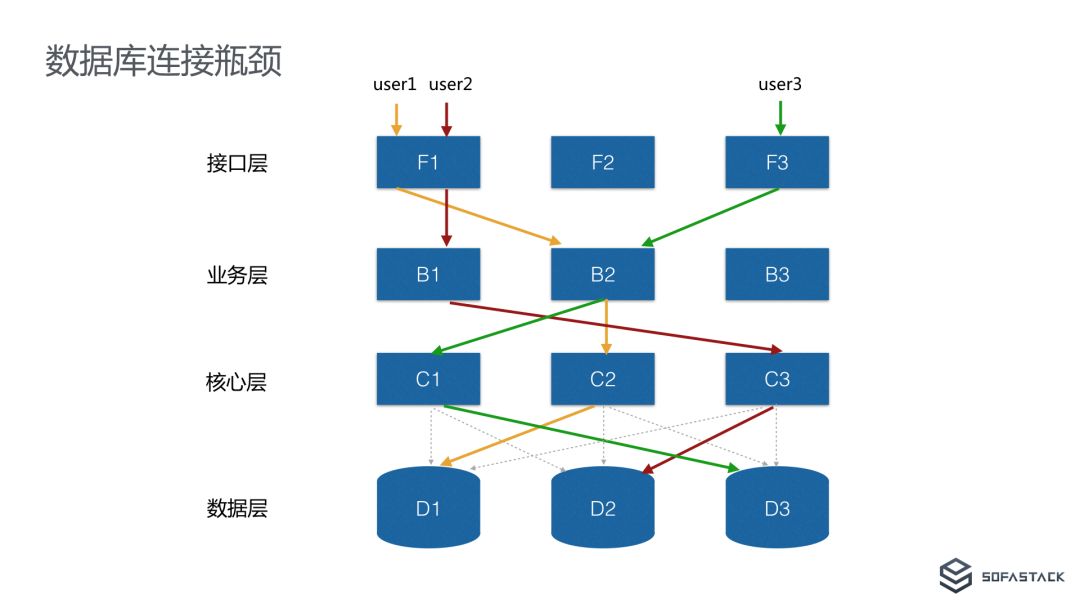 数据库连接瓶颈
user1 user2 user3
接口层 F1 F2 F3
业务层 B1 B2 B3
核心层 C1 C2 C3
数据层 D1 D2 D3
SOFASTACK